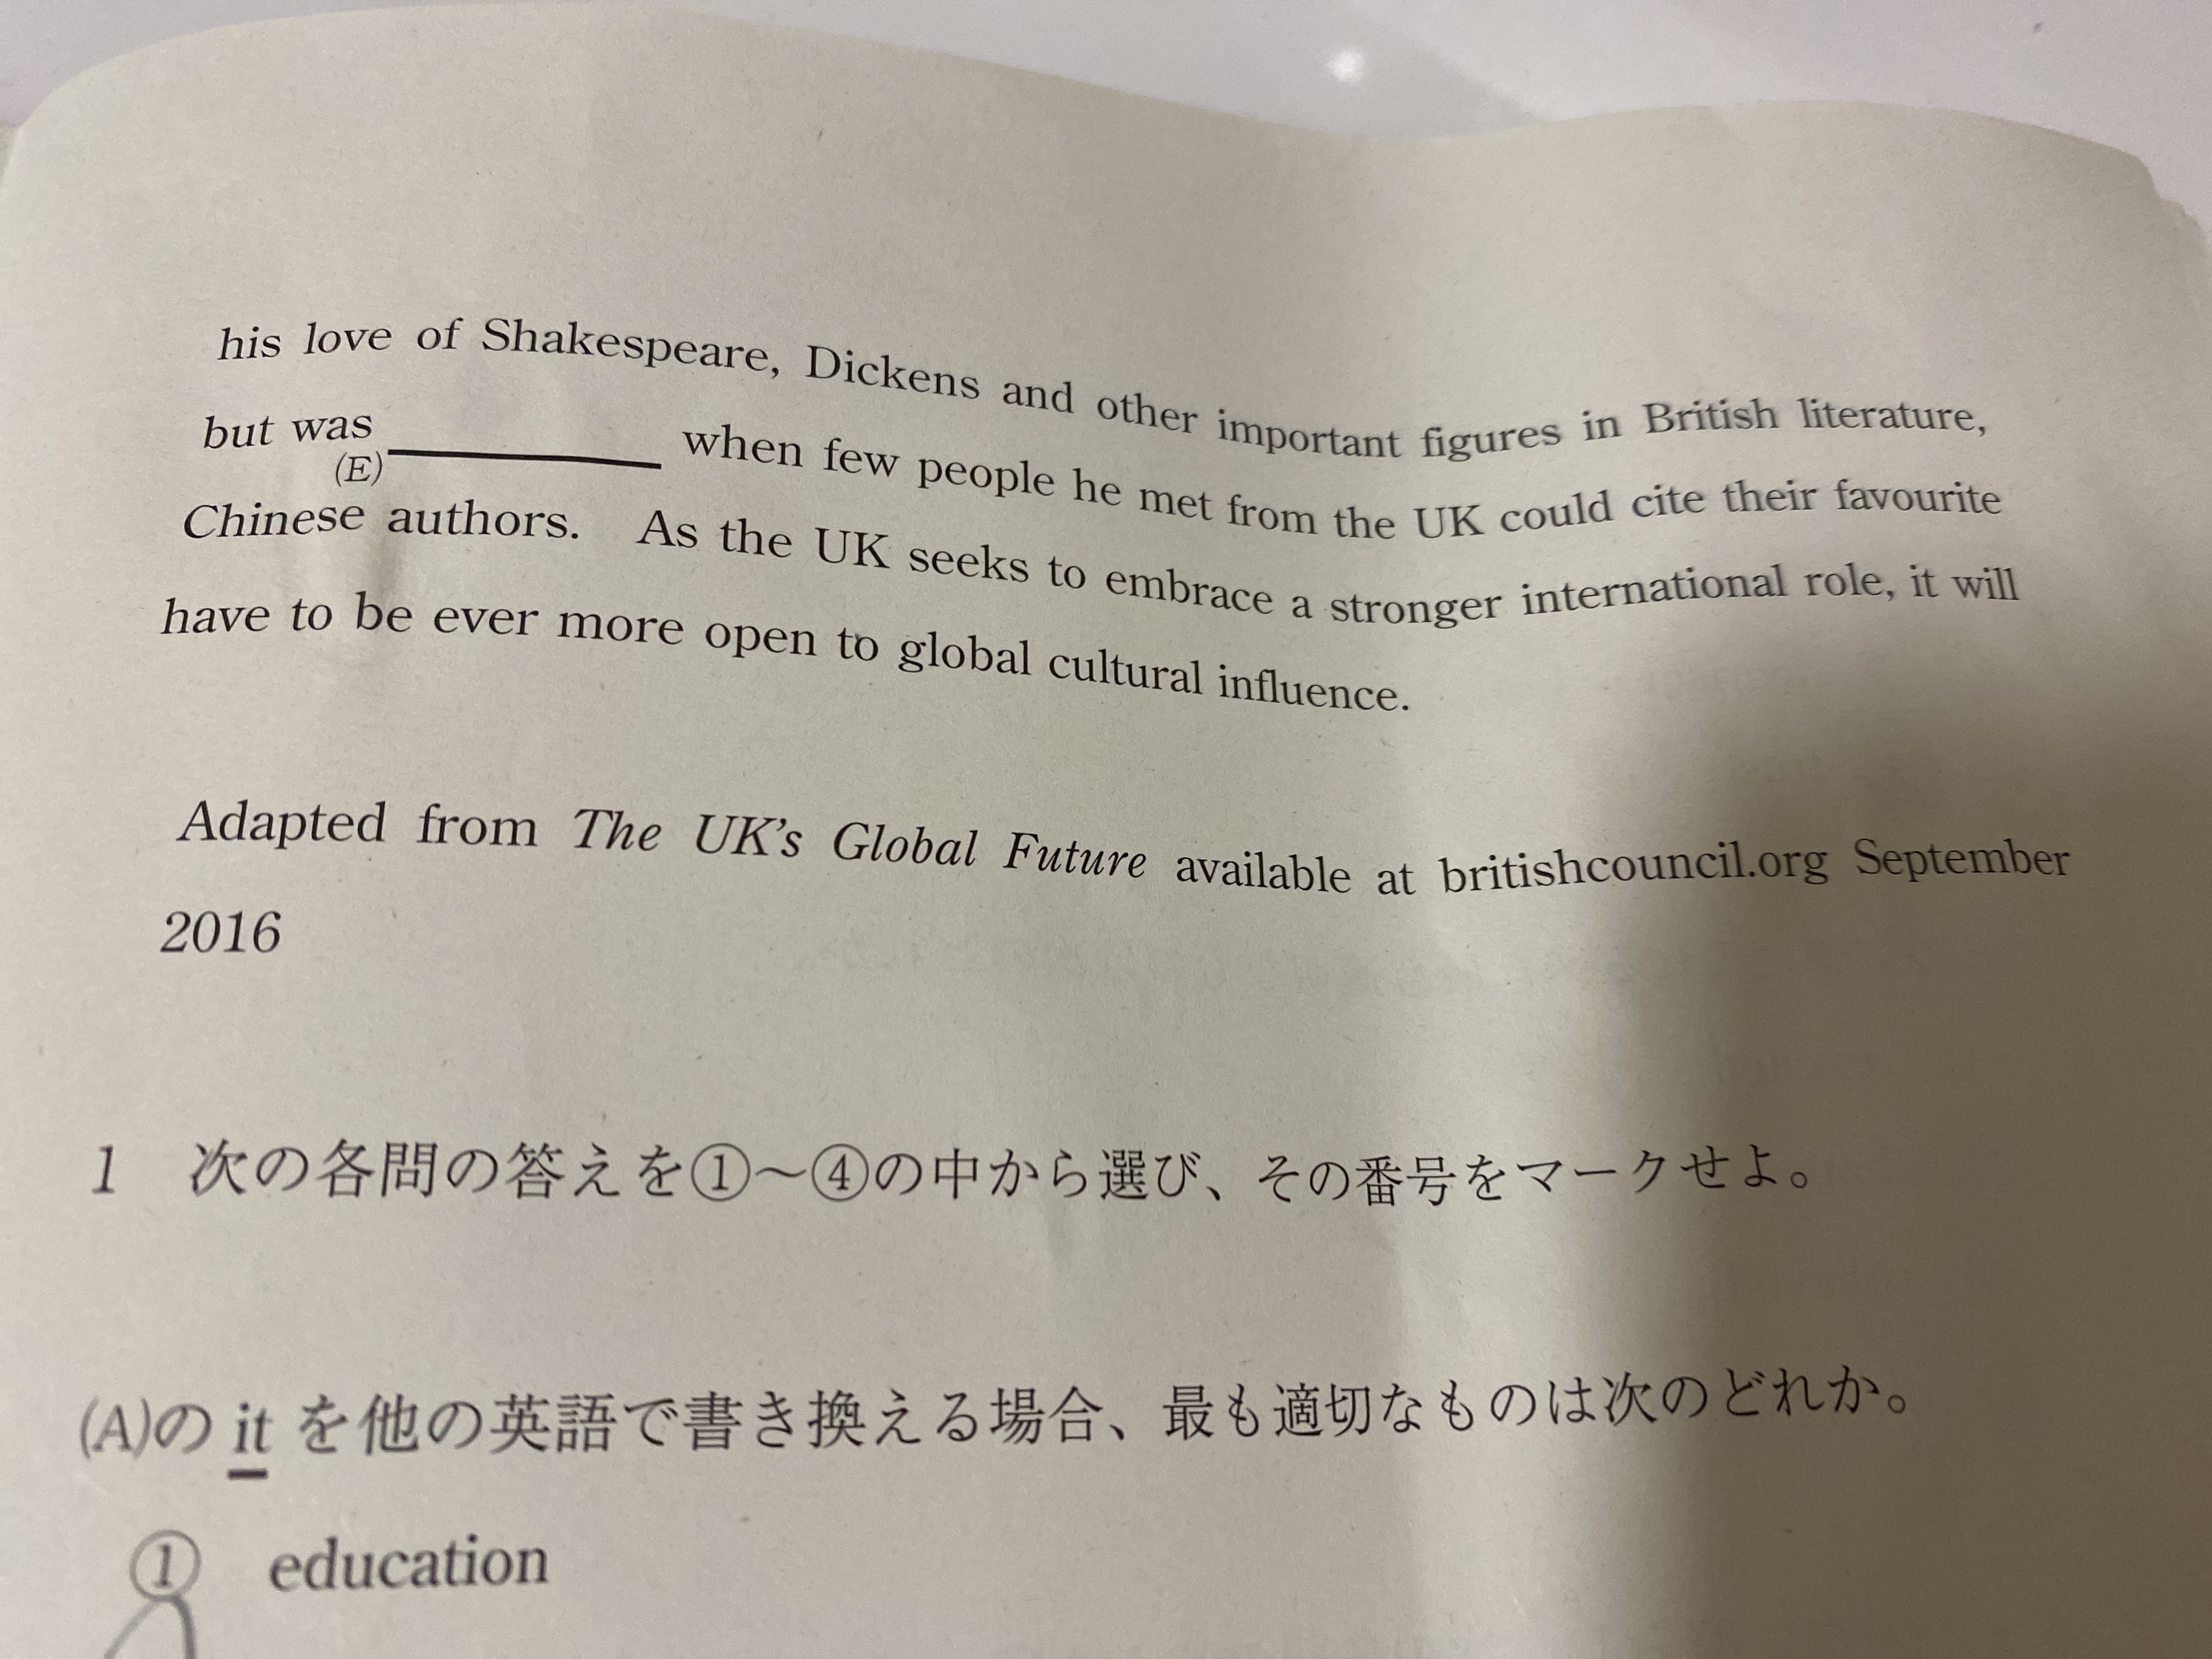 his love of Shakespeare, Dickens and other important figures in British literature,
but was (E)________ when few people he met from the UK could cite their favourite
Chinese authors. As the UK seeks to embrace a stronger international role, it will
have to be ever more open to global cultural influence.
Adapted from The UK's Global Future available at britishcouncil.org September
2016
1 次の各問の答えを①～④の中から選び、その番号をマークせよ。
(A)の it を他の英語で書き換える場合、最も適切なものは次のどれか。
① education